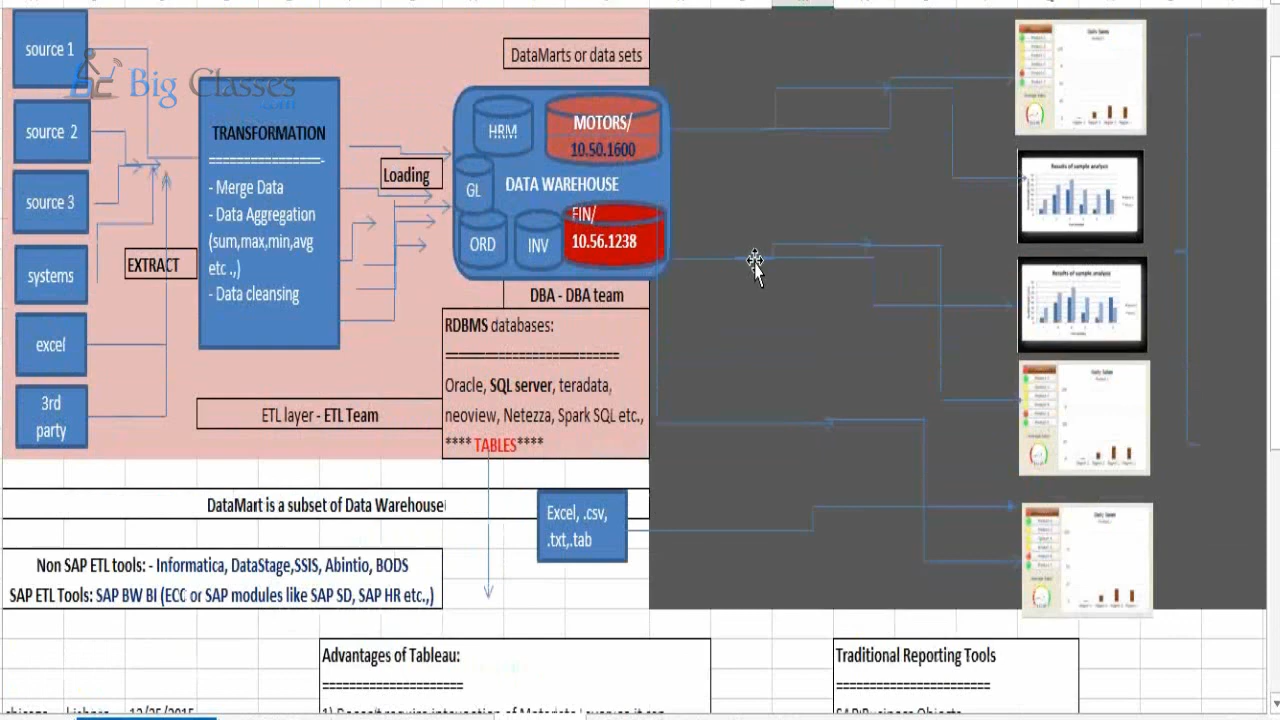 source 1
source 2
source 3
systems
excel
3rd
party
Big Classes
.com
EXTRACT
TRANSFORMATION
==================-
- Merge Data
- Data Aggregation
(sum,max,min,avg
etc .,)
- Data cleansing
Loading
DataMarts or data sets
HRM
MOTORS/
10.50.1600
GL
DATA WAREHOUSE
ORD
INV
FIN/
10.56.1238
DBA - DBA team
RDBMS databases:
=========================
Oracle, SQL server, teradata,
neoview, Netezza, Spark SQL etc.,
**** TABLES****
ETL layer - ETL Team
DataMart is a subset of Data Warehouse
Excel, .csv,
.txt,.tab
Non SAP ETL tools: - Informatica, DataStage,SSIS, Abintio, BODS
SAP ETL Tools: SAP BW BI (ECC or SAP modules like SAP SD, SAP HR etc.,)
Daily Sales
Results of sample analysis
Results of sample analysis
Daily Sales
Daily Sales
Advantages of Tableau:
====================
Traditional Reporting Tools
======================
12/25/2015